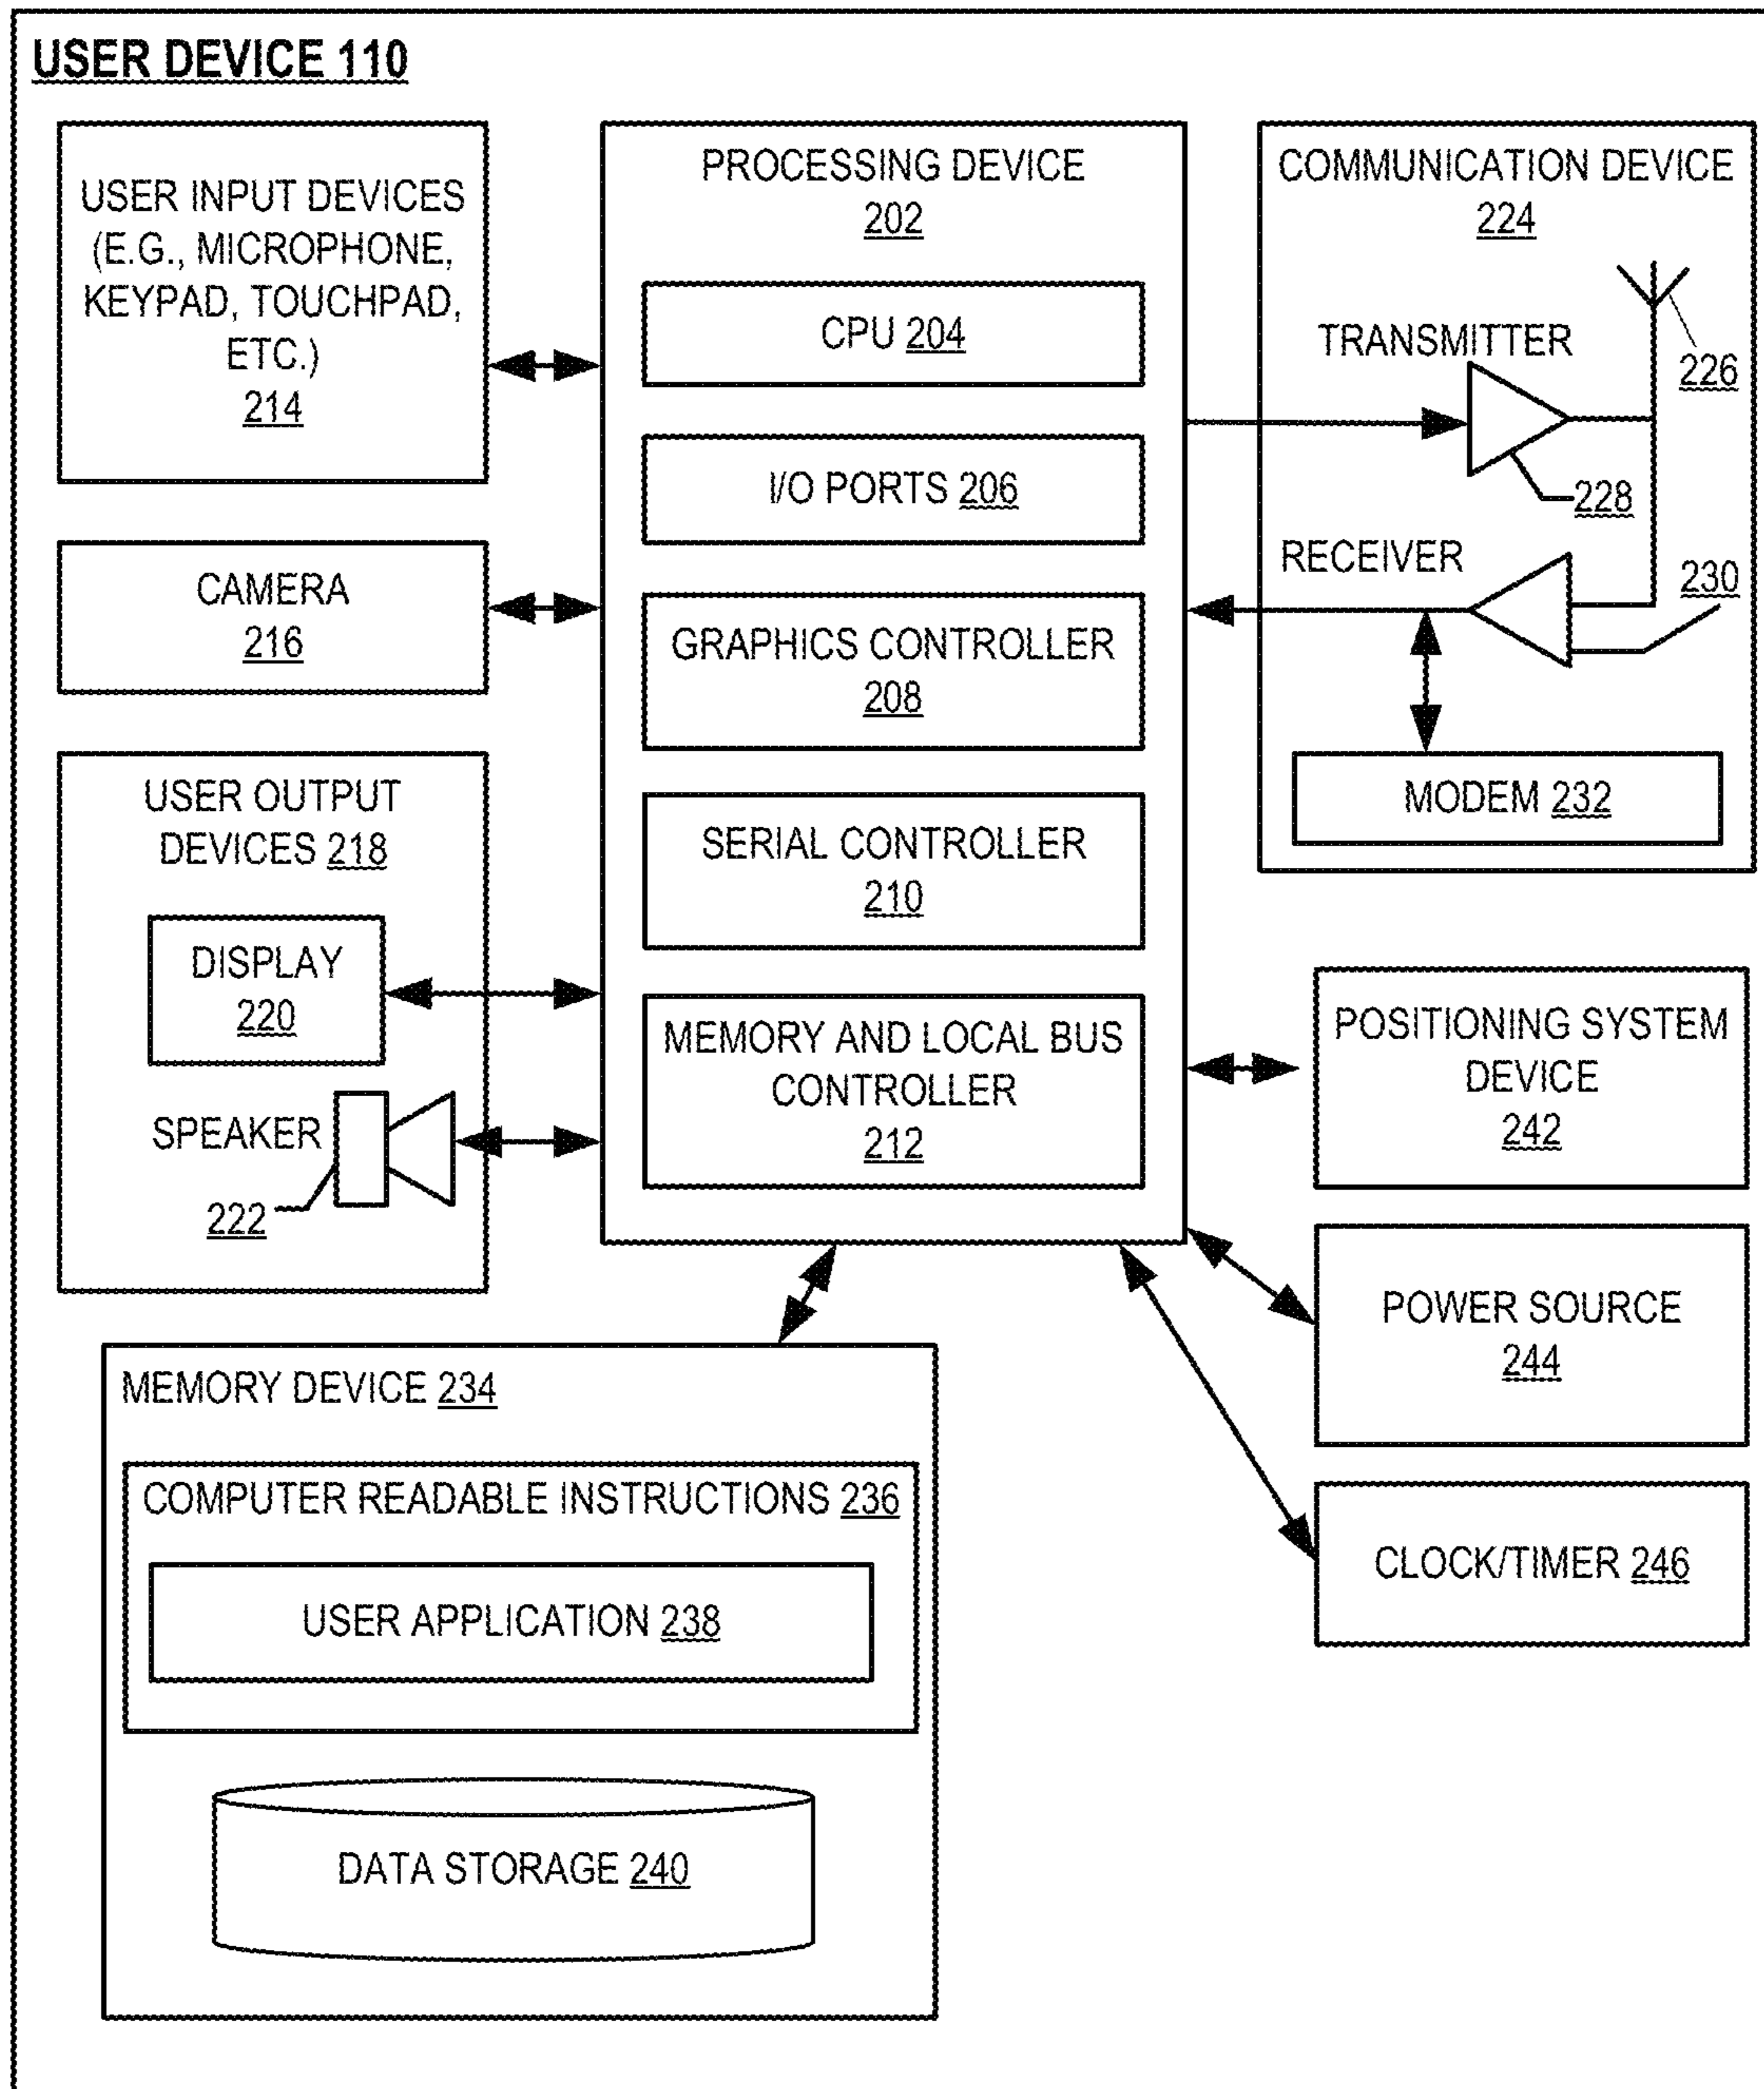 USER DEVICE 110
USER INPUT DEVICES
(E.G., MICROPHONE,
KEYPAD, TOUCHPAD,
ETC.)
214
CAMERA
216
USER OUTPUT
DEVICES 218
DISPLAY
220
SPEAKER
222
PROCESSING DEVICE
202
CPU 204
I/O PORTS 206
GRAPHICS CONTROLLER
208
SERIAL CONTROLLER
210
MEMORY AND LOCAL BUS
CONTROLLER
212
COMMUNICATION DEVICE
224
226
TRANSMITTER
228
RECEIVER
230
MODEM 232
POSITIONING SYSTEM
DEVICE
242
POWER SOURCE
244
CLOCK/TIMER 246
MEMORY DEVICE 234
COMPUTER READABLE INSTRUCTIONS 236
USER APPLICATION 238
DATA STORAGE 240